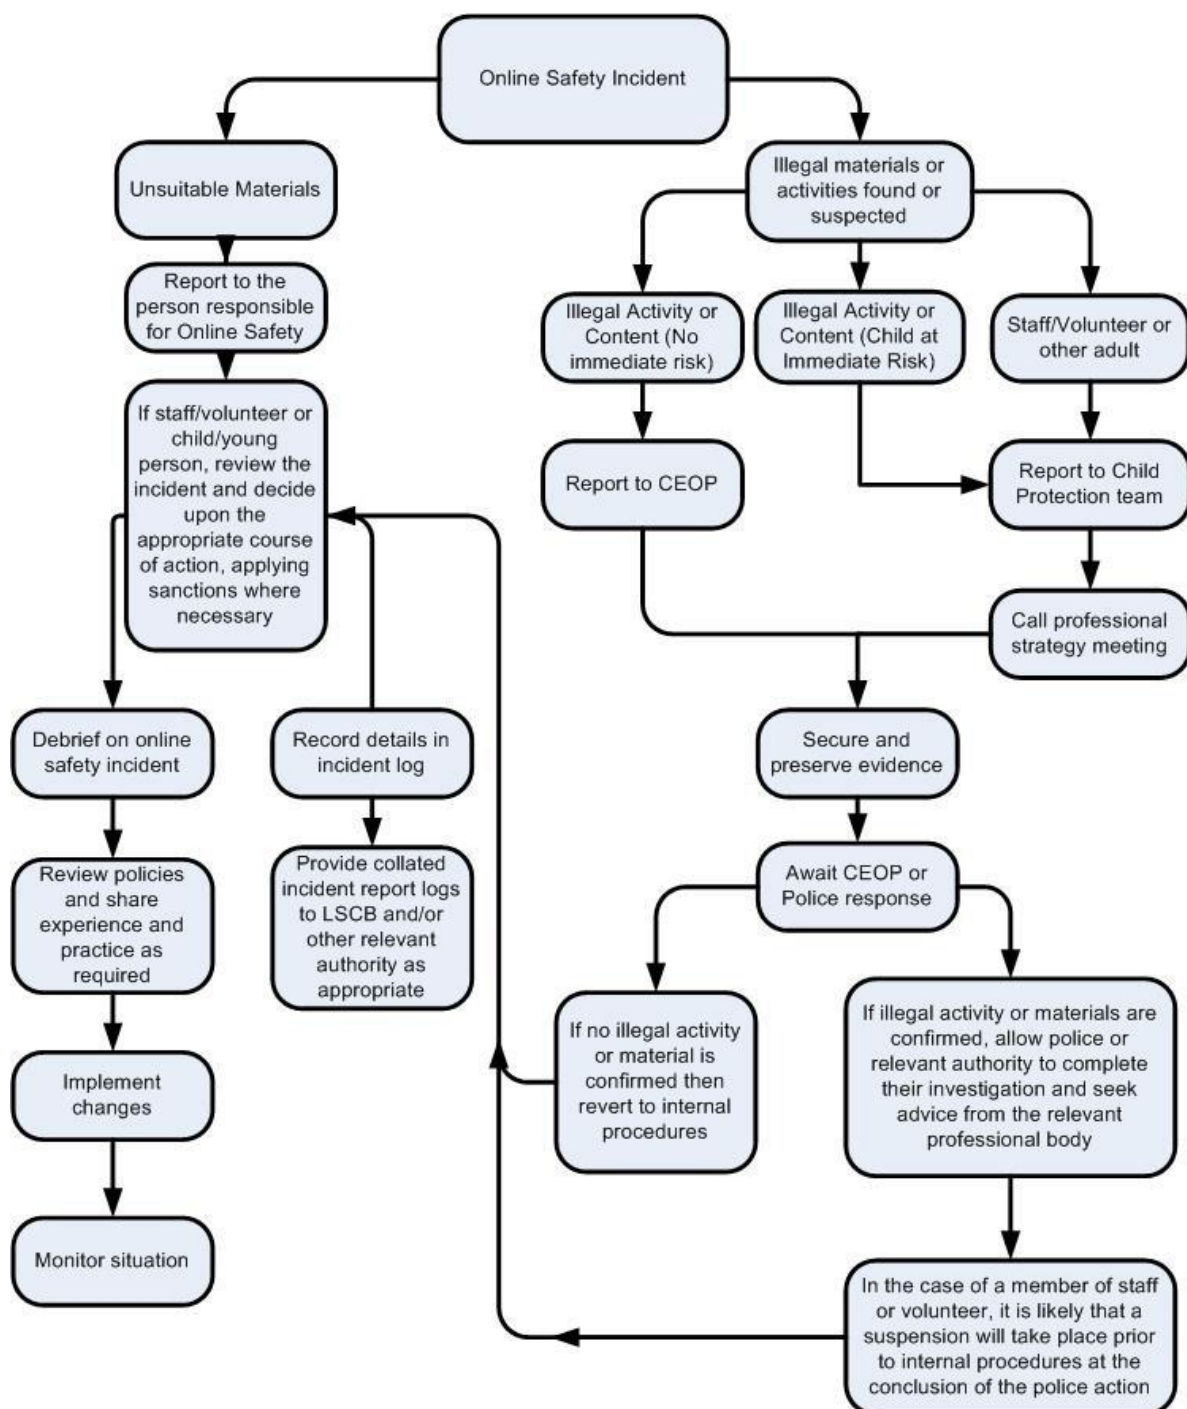 Online Safety Incident
Unsuitable Materials
Report to the
person responsible
for Online Safety
If staff/volunteer or
child/young
person, review the
incident and decide
upon the
appropriate course
of action, applying
sanctions where
necessary
Debrief on online
safety incident
Review policies
and share
experience and
practice as
required
Implement
changes
Monitor situation
Record details in
incident log
Provide collated
incident report logs
to LSCB and/or
other relevant
authority as
appropriate
Illegal materials or
activities found or
suspected
Illegal Activity or
Content (No
immediate risk)
Illegal Activity or
Content (Child at
Immediate Risk)
Staff/Volunteer or
other adult
Report to CEOP
Report to Child
Protection team
Call professional
strategy meeting
Secure and
preserve evidence
Await CEOP or
Police response
If no illegal activity
or material is
confirmed then
revert to internal
procedures
If illegal activity or materials are
confirmed, allow police or
relevant authority to complete
their investigation and seek
advice from the relevant
professional body
In the case of a member of staff
or volunteer, it is likely that a
suspension will take place prior
to internal procedures at the
conclusion of the police action